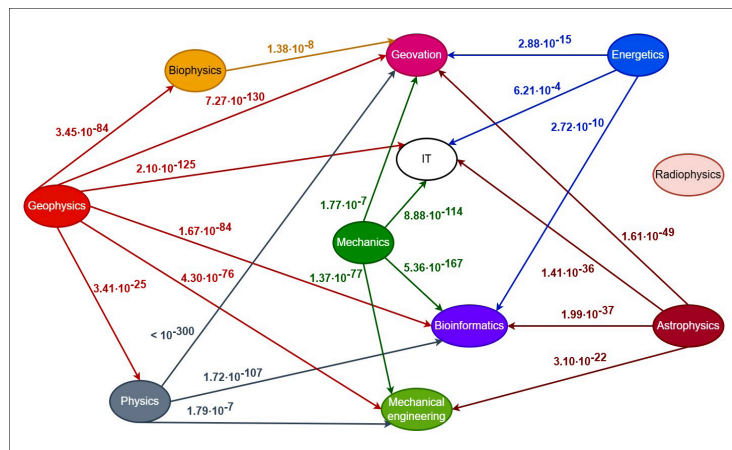 1.38·10-8
Geovation
2.88·10-15
Energetics
Biophysics
7.27·10-130
6.21·10-4
3.45·10-84
2.72·10-10
2.10·10-125
IT
Radiophysics
1.77·10-7
Geophysics
8.88·10-114
1.67·10-84
Mechanics
1.61·10-49
5.36·10-167
1.41·10-36
4.30·10-76
1.37·10-77
3.41·10-25
1.99·10-37
Bioinformatics
Astrophysics
< 10-300
3.10·10-22
1.72·10-107
Physics
Mechanical
engineering
1.79·10-7